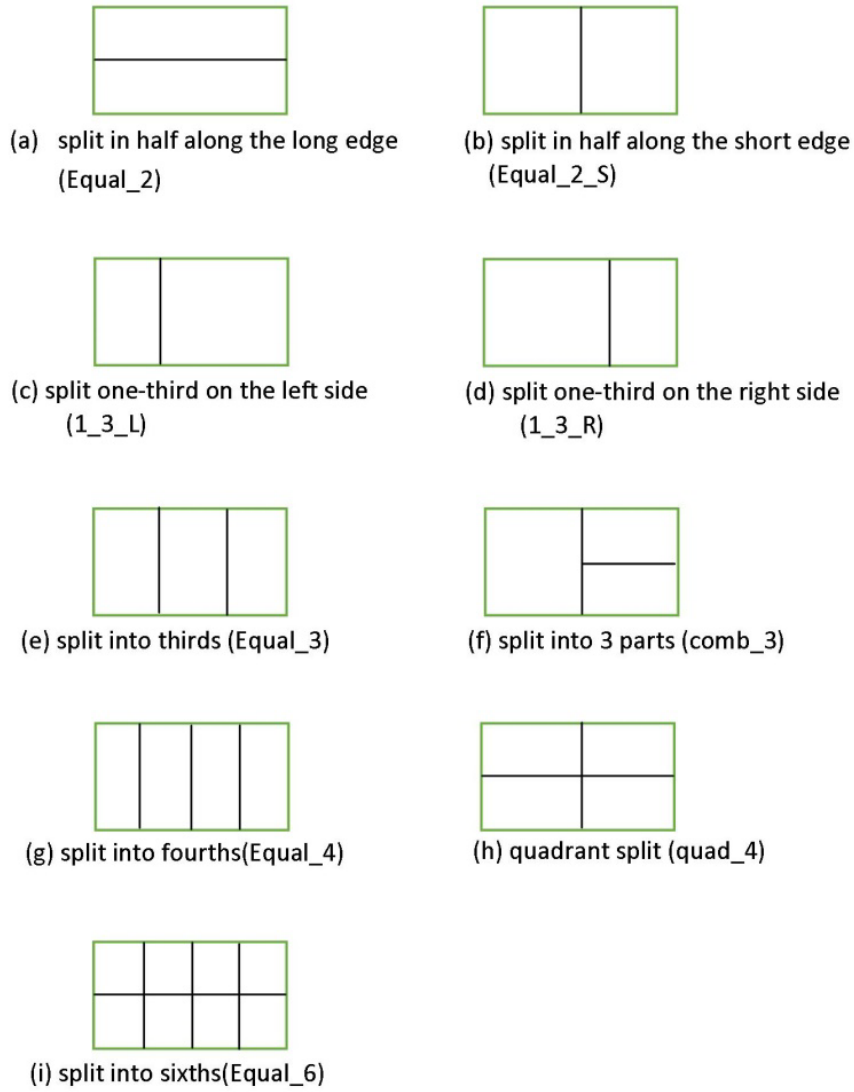 (a) split in half along the long edge
(Equal_2)
(b) split in half along the short edge
(Equal_2_S)
(c) split one-third on the left side
(1_3_L)
(d) split one-third on the right side
(1_3_R)
(e) split into thirds (Equal_3)
(f) split into 3 parts (comb_3)
(g) split into fourths(Equal_4)
(h) quadrant split (quad_4)
(i) split into sixths(Equal_6)